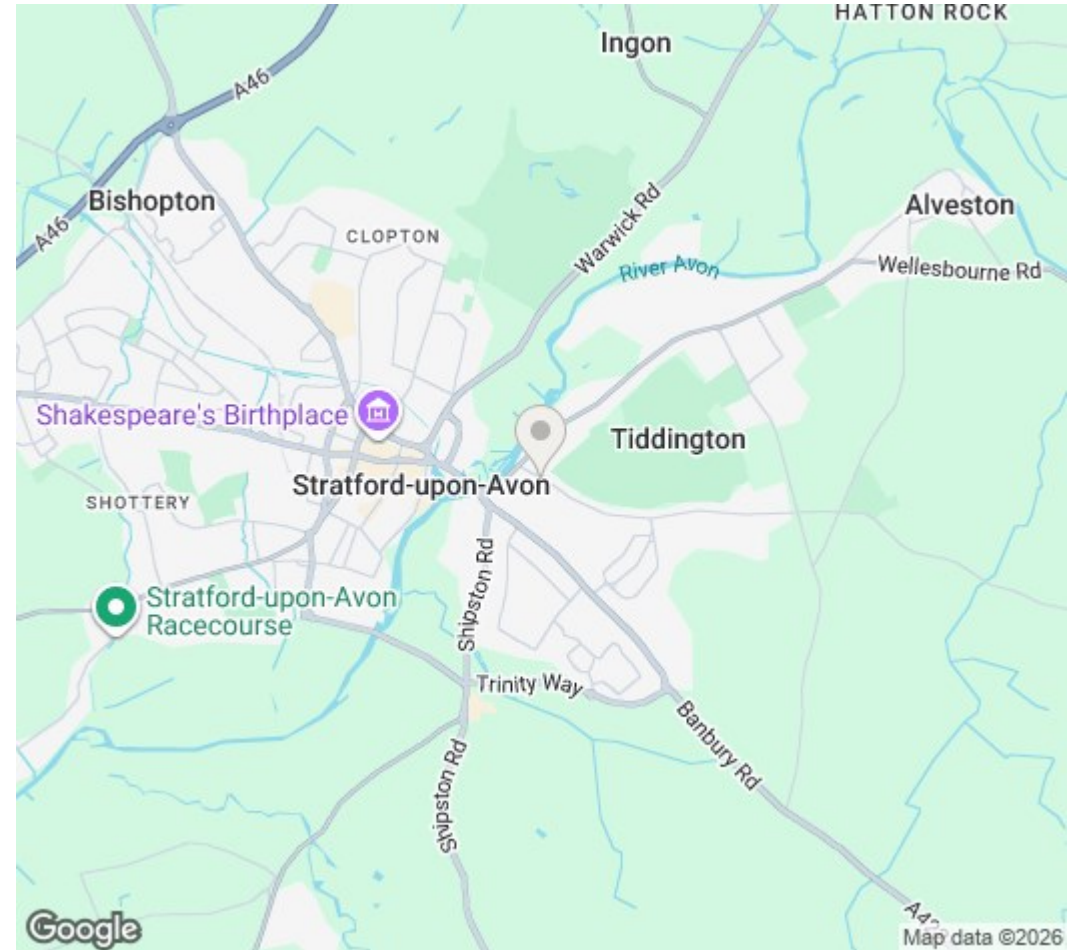 HATTON ROCK
Ingon
A46
Bishopton
Alveston
A46
CLOPTON
Warwick Rd
River Avon
Wellesbourne Rd
Shakespeare's Birthplace
Tiddington
Stratford-upon-Avon
SHOTTERY
Shipston Rd
Stratford-upon-Avon
Racecourse
Trinity Way
Banbury Rd
Shipston Rd
Google
Map data ©2026